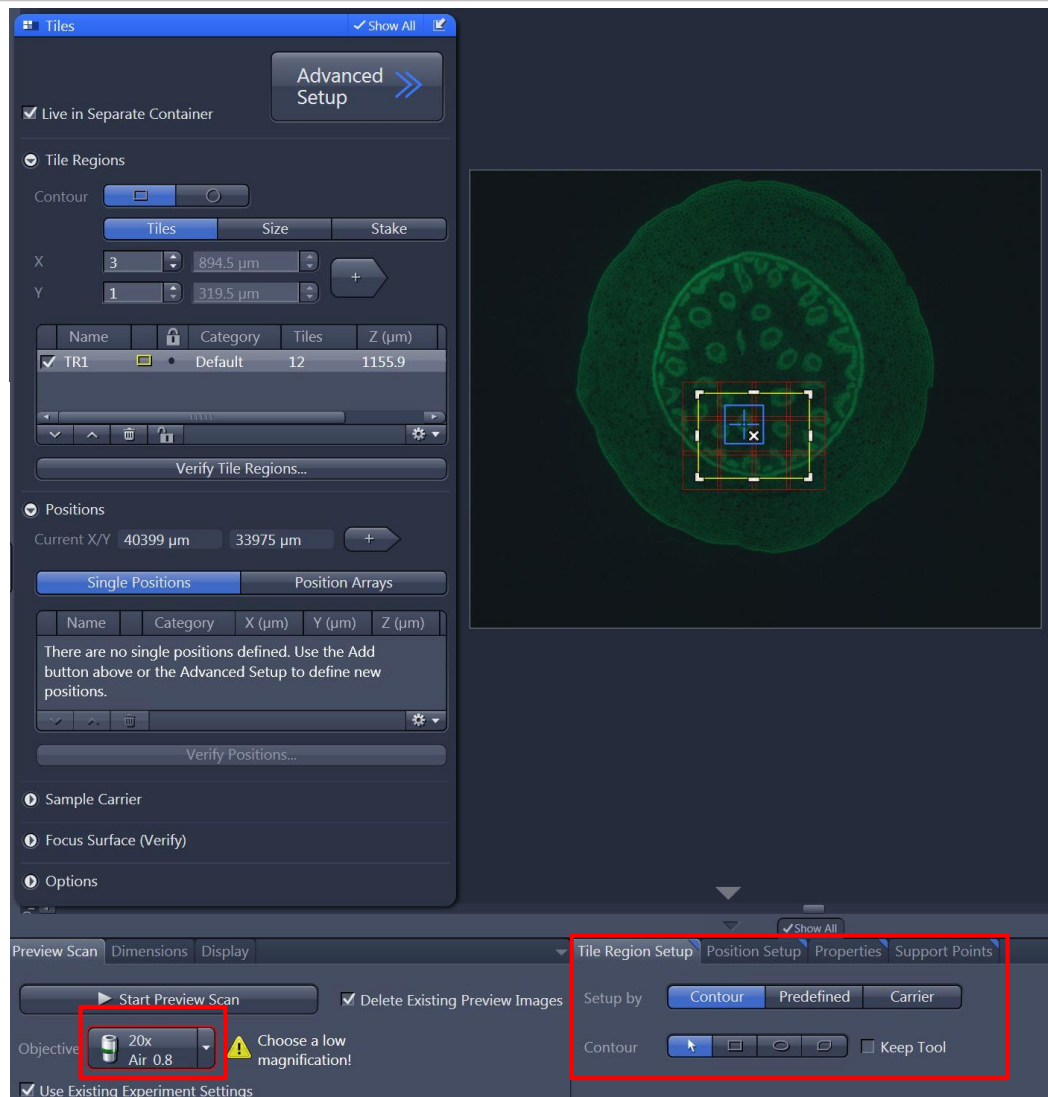 Tiles
Show All
Advanced
Setup
Live in Separate Container
Tile Regions
Contour
Tiles Size Stake
X 3 894.5 µm
Y 1 319.5 µm
+
Name Category Tiles Z (µm)
TR1 Default 12 1155.9
Verify Tile Regions...
Positions
Current X/Y 40399 µm 33975 µm +
Single Positions Position Arrays
Name Category X (µm) Y (µm) Z (µm)
There are no single positions defined. Use the Add
button above or the Advanced Setup to define new
positions.
Verify Positions...
Sample Carrier
Focus Surface (Verify)
Options
Show All
Preview Scan Dimensions Display
Start Preview Scan
Delete Existing Preview Images
Objective
20x
Air 0.8
Choose a low
magnification!
Use Existing Experiment Settings
Tile Region Setup Position Setup Properties Support Points
Setup by Contour Predefined Carrier
Contour Keep Tool